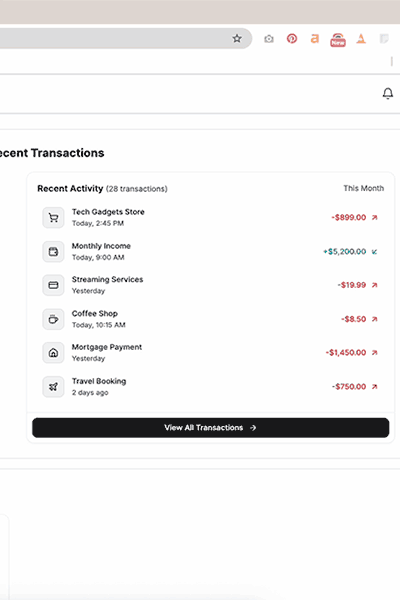 New
ecent Transactions
Recent Activity (28 transactions) This Month
Tech Gadgets Store
Today, 2:45 PM
-$899.00
Monthly Income
Today, 9:00 AM
+$5,200.00
Streaming Services
Yesterday
-$19.99
Coffee Shop
Today, 10:15 AM
-$8.50
Mortgage Payment
Yesterday
-$1,450.00
Travel Booking
2 days ago
-$750.00
View All Transactions →